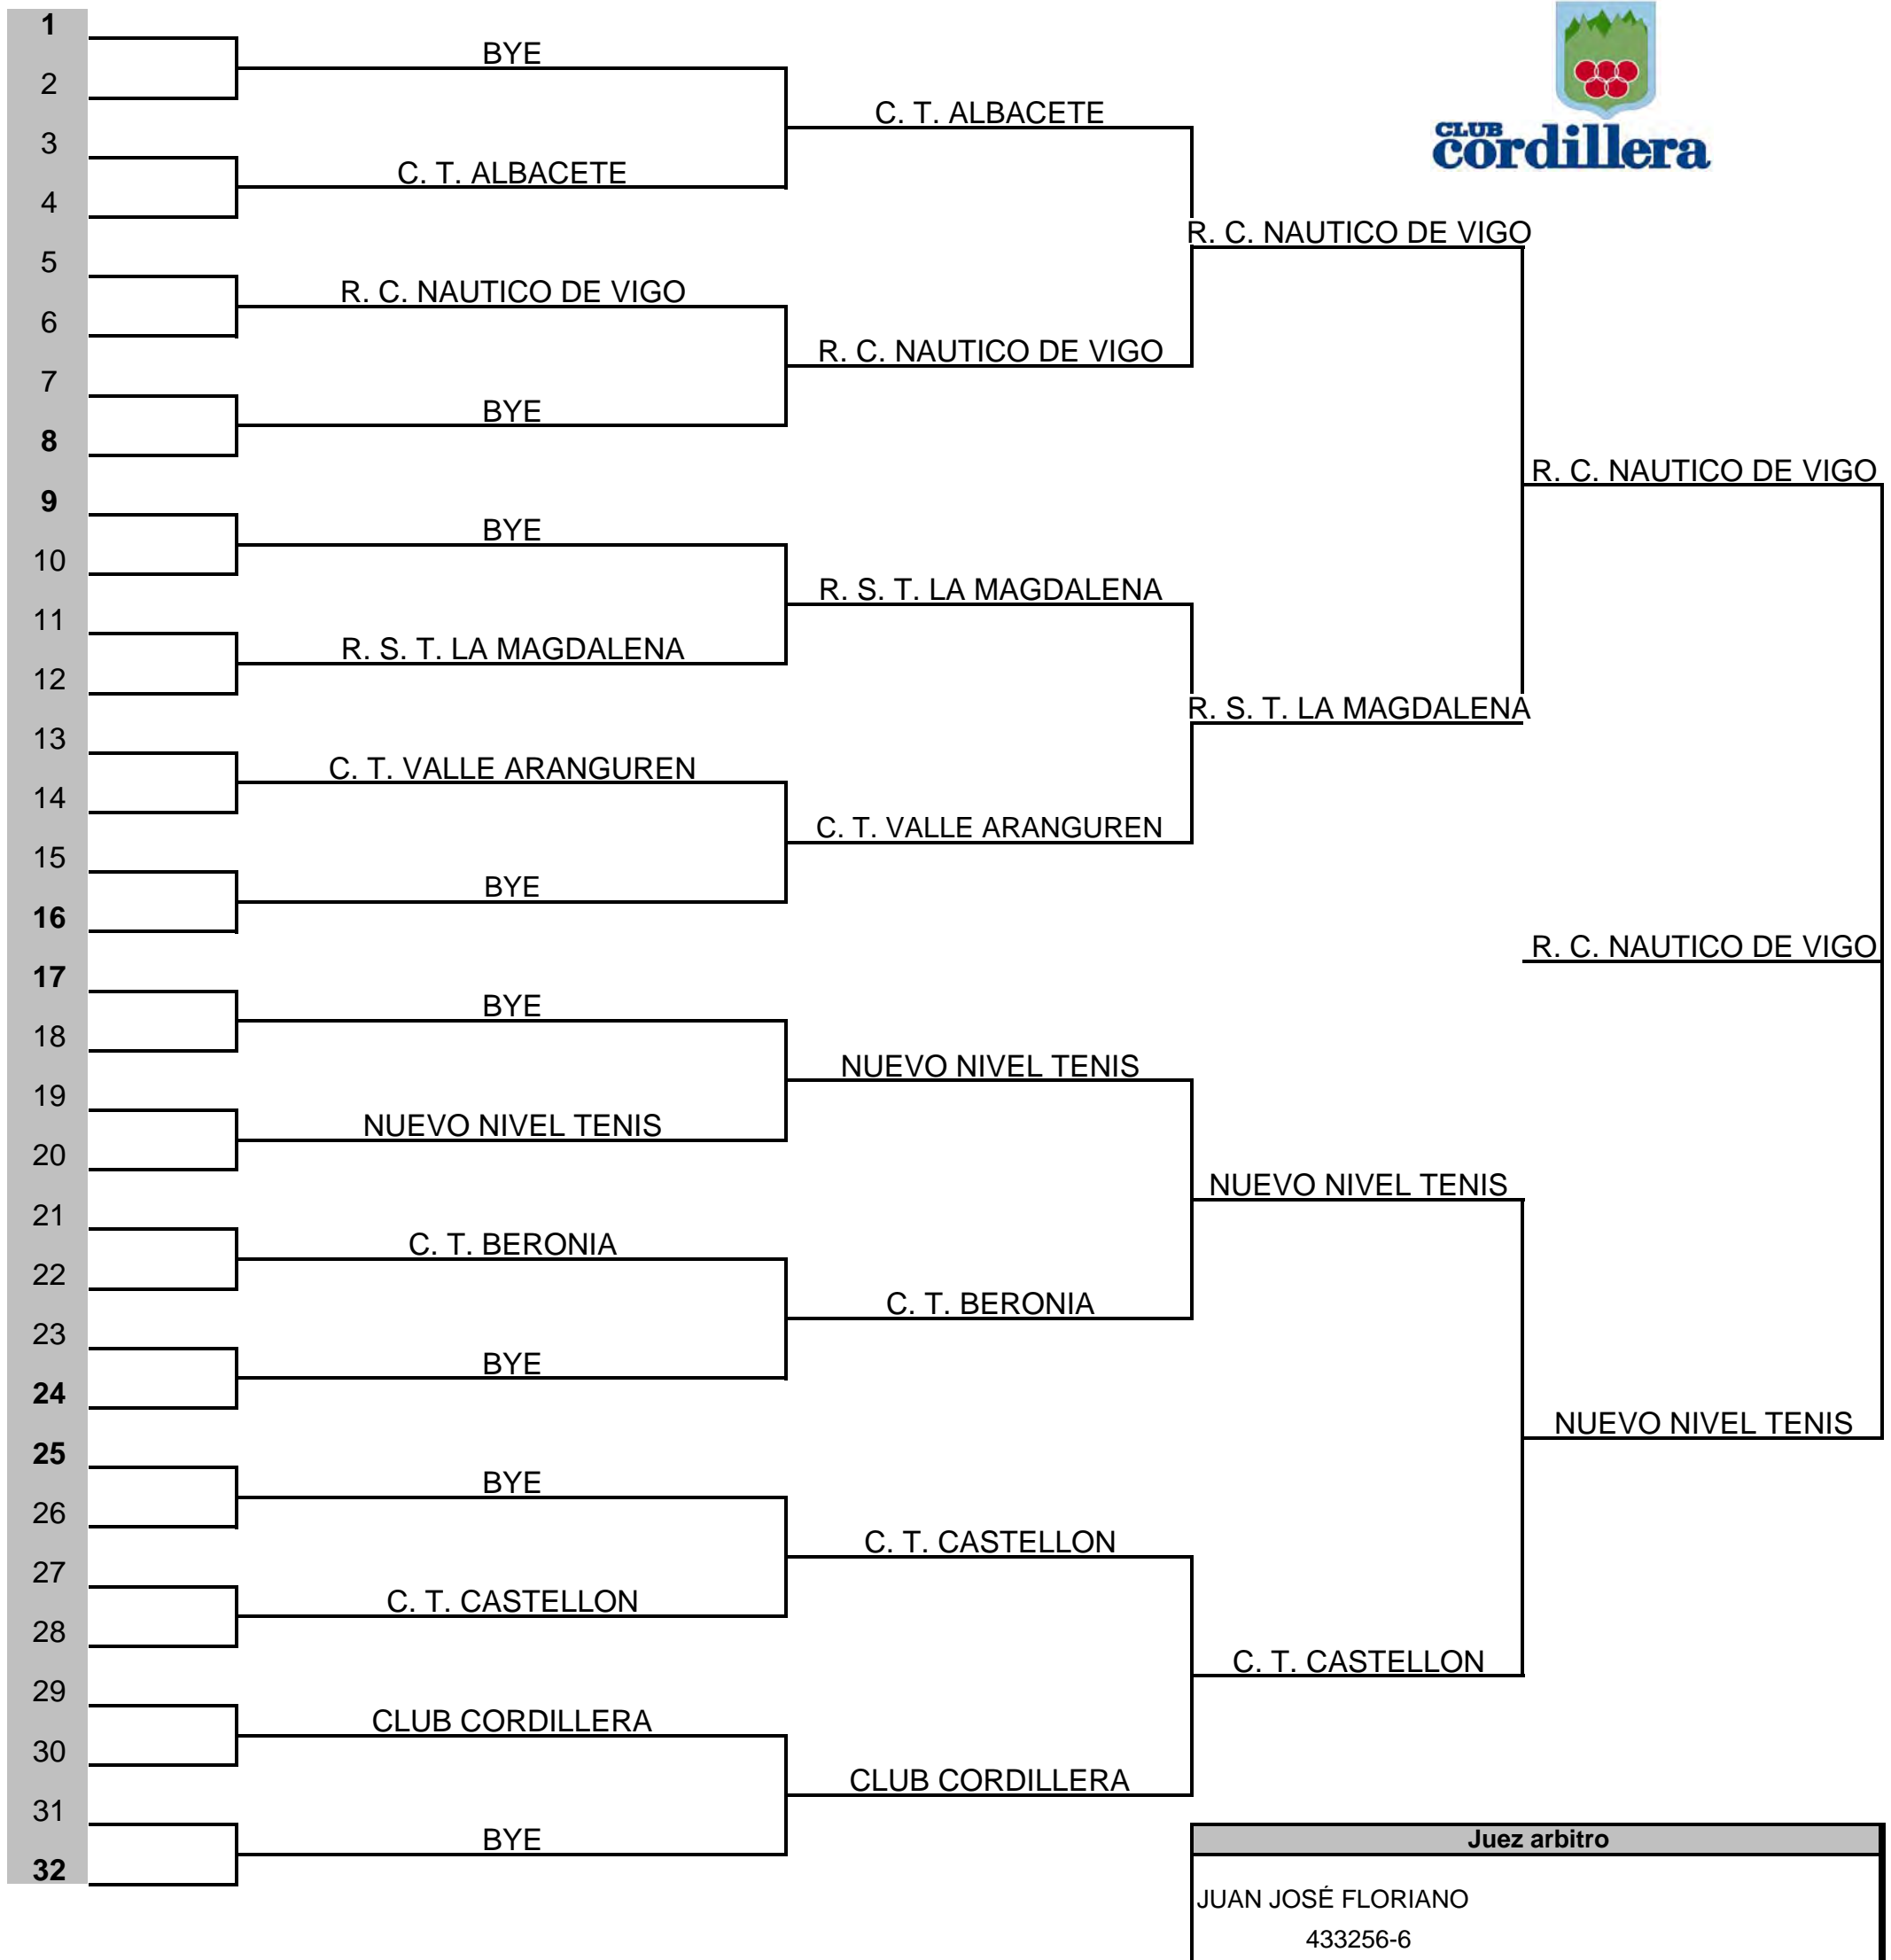 1
BYE
2
C. T. ALBACETE
CLUB
cordillera
3
C. T. ALBACETE
4
R. C. NAUTICO DE VIGO
5
R. C. NAUTICO DE VIGO
6
R. C. NAUTICO DE VIGO
7
BYE
8
R. C. NAUTICO DE VIGO
9
BYE
10
R. S. T. LA MAGDALENA
11
R. S. T. LA MAGDALENA
12
R. S. T. LA MAGDALENA
13
C. T. VALLE ARANGUREN
14
C. T. VALLE ARANGUREN
15
BYE
16
R. C. NAUTICO DE VIGO
17
BYE
18
NUEVO NIVEL TENIS
19
NUEVO NIVEL TENIS
20
NUEVO NIVEL TENIS
21
C. T. BERONIA
22
C. T. BERONIA
23
BYE
24
NUEVO NIVEL TENIS
25
BYE
26
C. T. CASTELLON
27
C. T. CASTELLON
28
C. T. CASTELLON
29
CLUB CORDILLERA
30
CLUB CORDILLERA
31
BYE
32
Juez arbitro
JUAN JOSÉ FLORIANO
433256-6